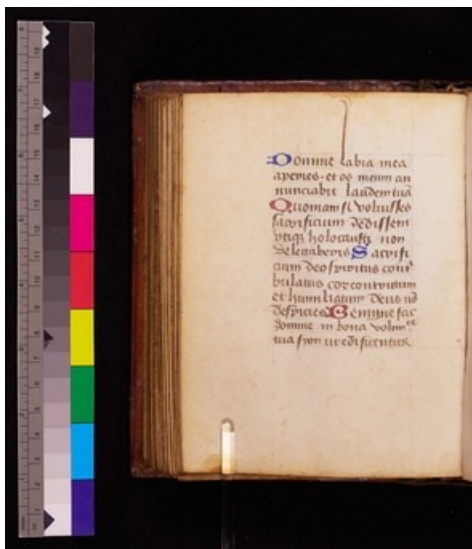 Domine labia mea
aperies · et os meum an
nunciabit laudem tuā
Quoniam si voluisses
sacrificium dedissem
utiqꝫ holocaustis non
delectaberis Sacrifi
cium deo spiritus contri
bulatus cor contritum
et humiliatum deus nō
despicies Benigne fac
domine in bona volun
tua syon ut edificentur